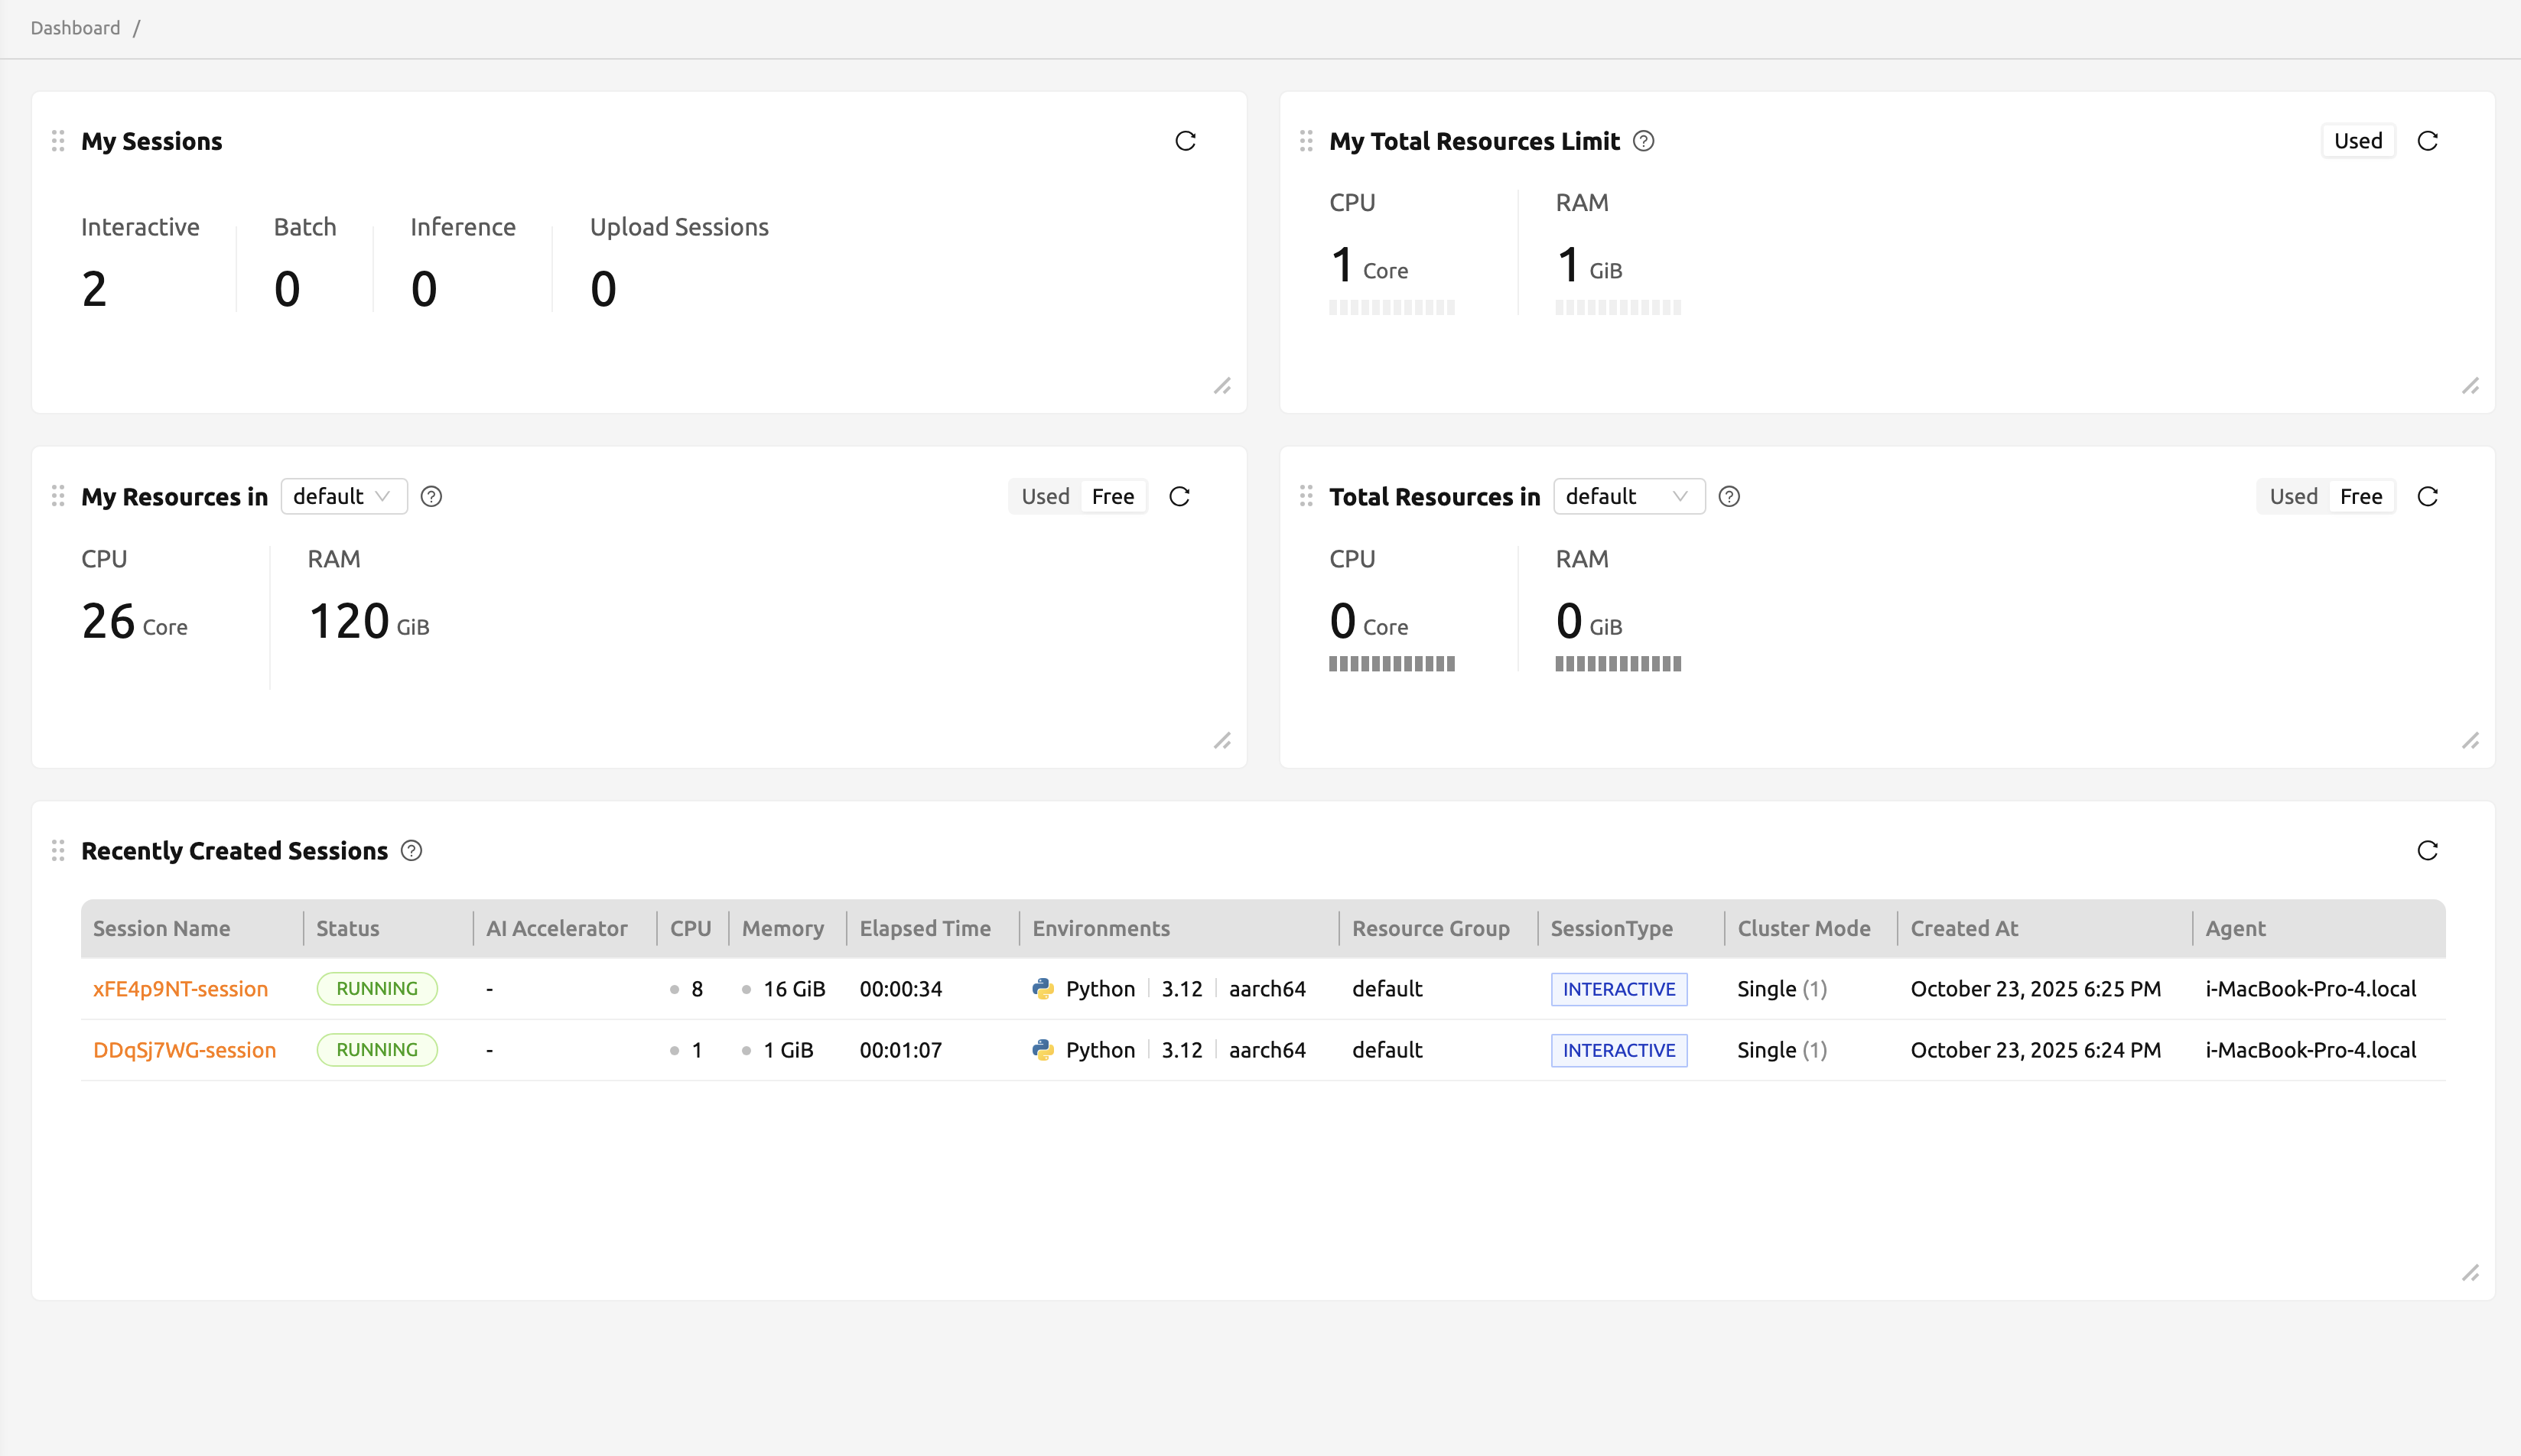 Dashboard /
My Sessions
Interactive Batch Inference Upload Sessions
2 0 0 0
My Total Resources Limit ? Used
CPU RAM
1 Core 1 GiB
My Resources in default ? Used Free
CPU RAM
26 Core 120 GiB
Total Resources in default ? Used Free
CPU RAM
0 Core 0 GiB
Recently Created Sessions ?
Session Name Status AI Accelerator CPU Memory Elapsed Time Environments Resource Group SessionType Cluster Mode Created At Agent
xFE4p9NT-session RUNNING - 8 16 GiB 00:00:34 Python 3.12 aarch64 default INTERACTIVE Single (1) October 23, 2025 6:25 PM i-MacBook-Pro-4.local
DDqSj7WG-session RUNNING - 1 1 GiB 00:01:07 Python 3.12 aarch64 default INTERACTIVE Single (1) October 23, 2025 6:24 PM i-MacBook-Pro-4.local